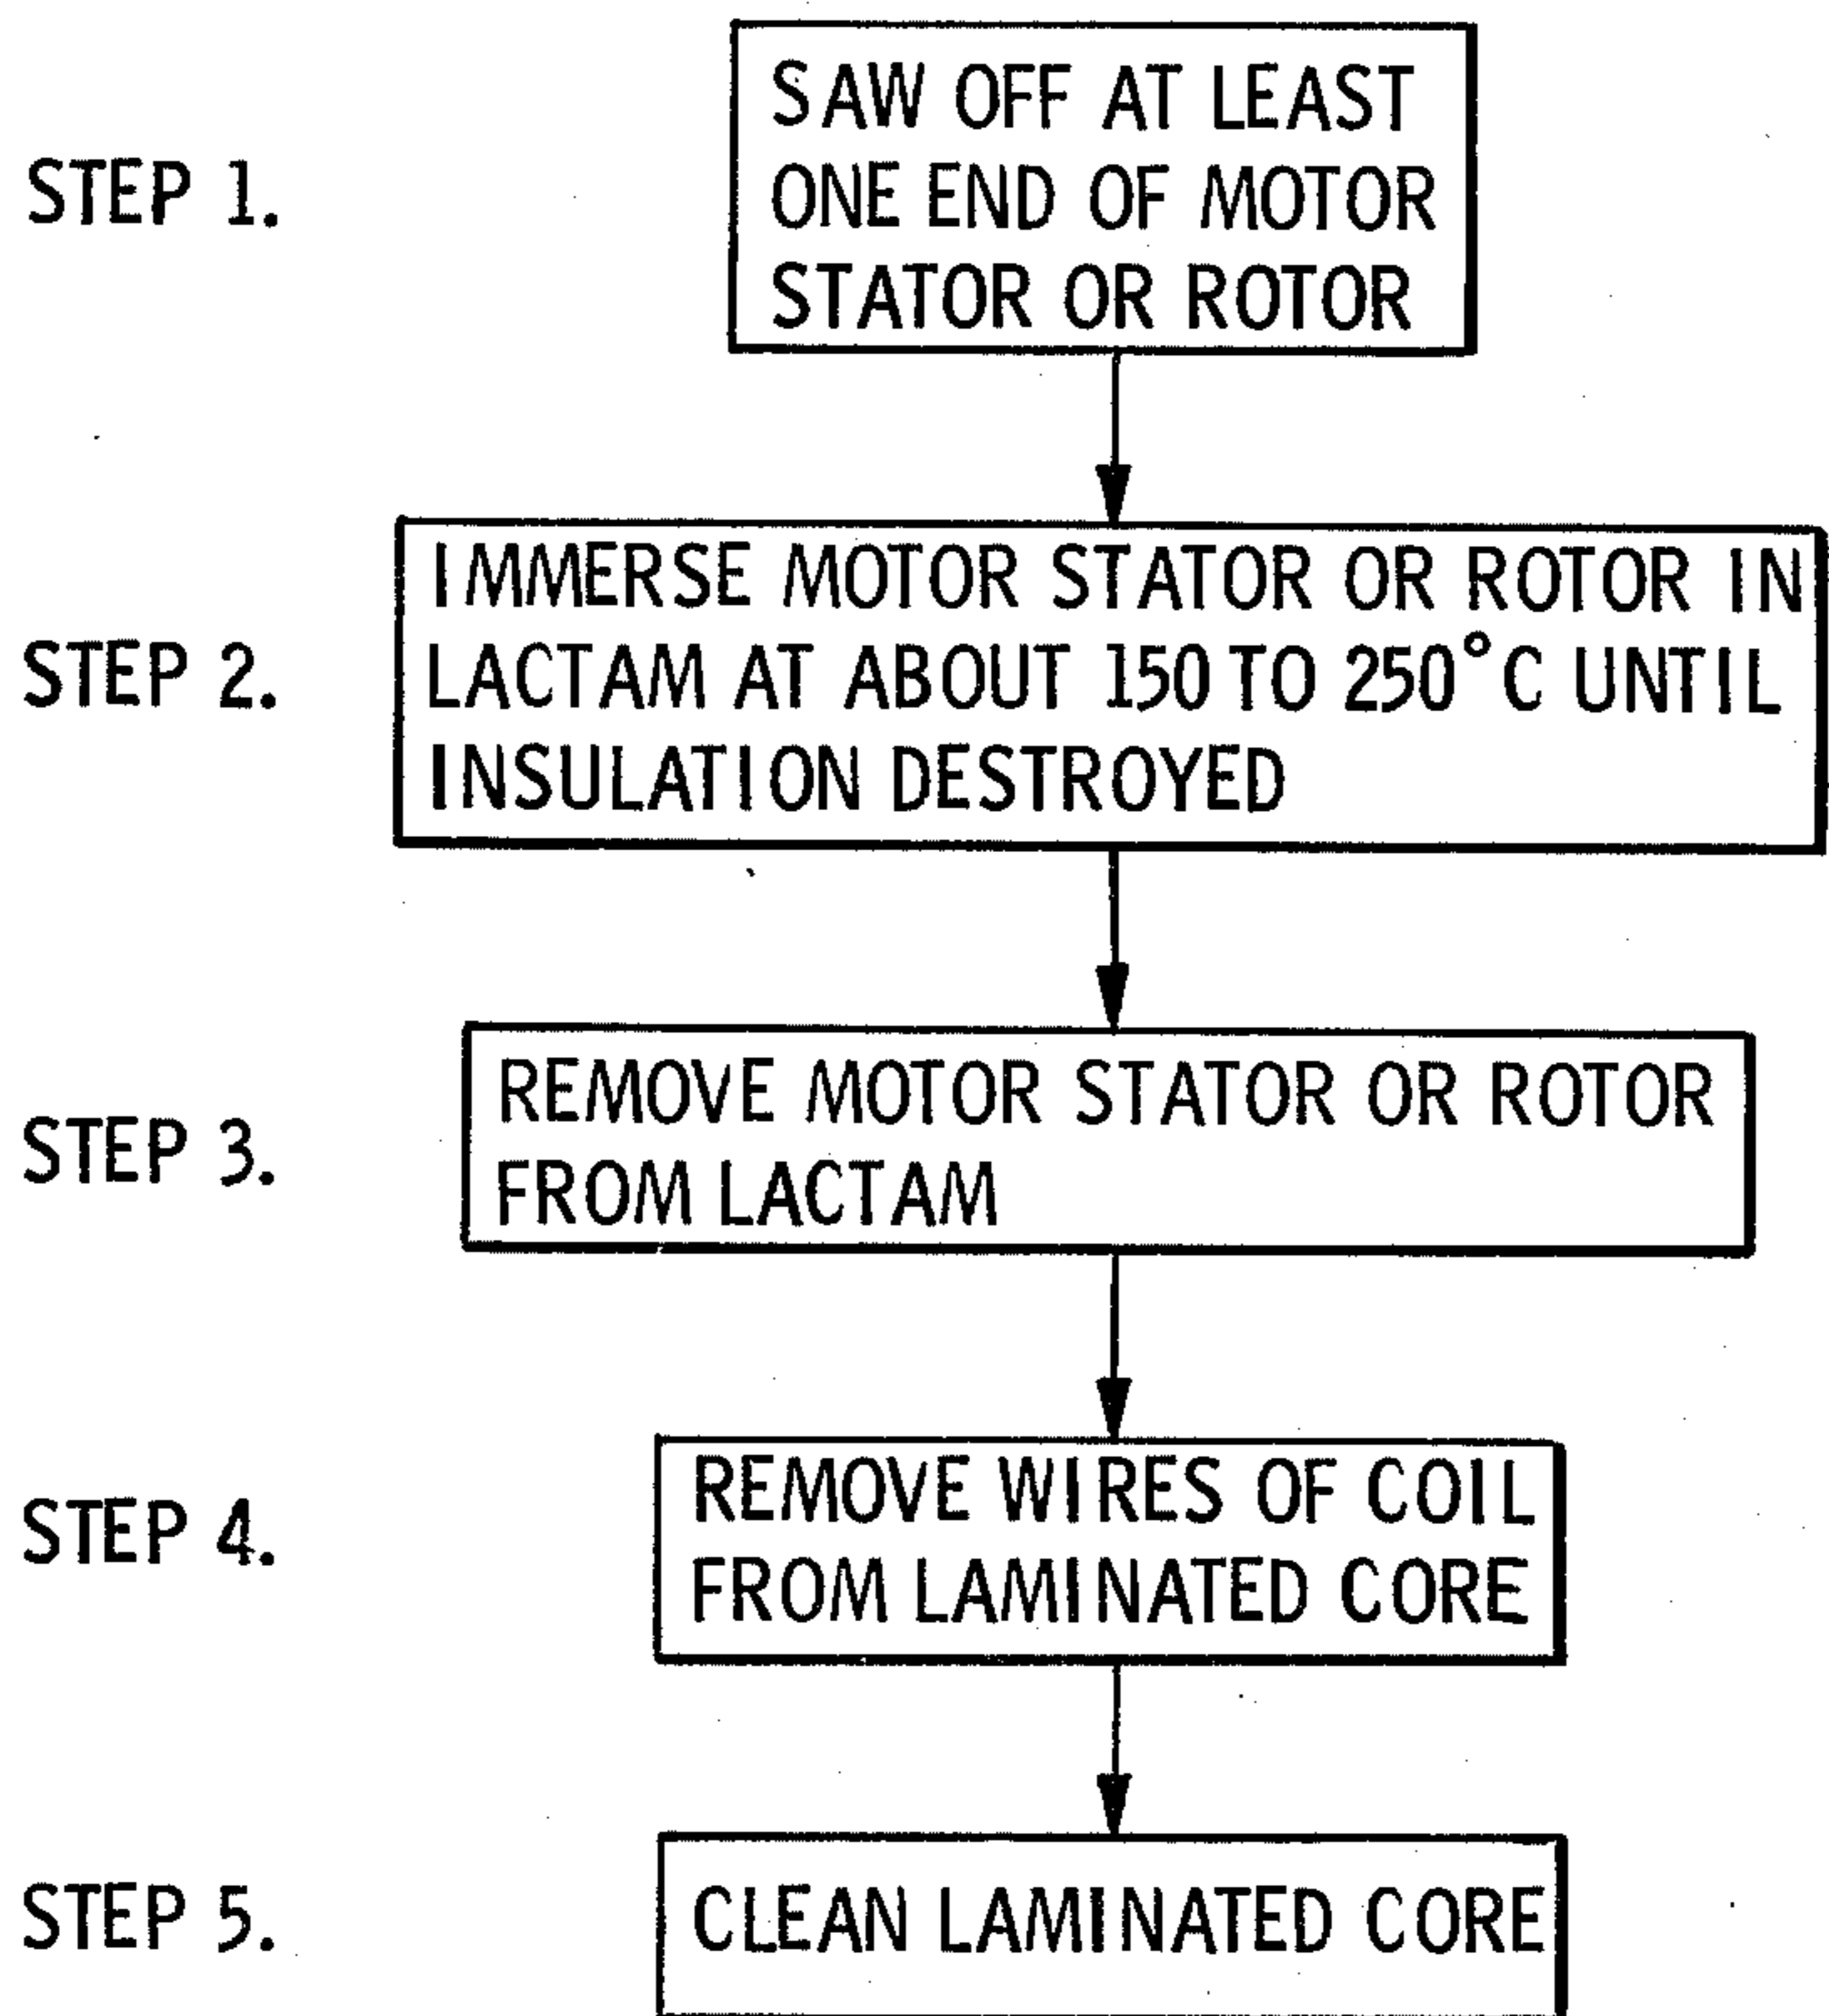 STEP 1.
SAW OFF AT LEAST
ONE END OF MOTOR
STATOR OR ROTOR
STEP 2.
IMMERSE MOTOR STATOR OR ROTOR IN
LACTAM AT ABOUT 150 TO 250°C UNTIL
INSULATION DESTROYED
STEP 3.
REMOVE MOTOR STATOR OR ROTOR
FROM LACTAM
STEP 4.
REMOVE WIRES OF COIL
FROM LAMINATED CORE
STEP 5.
CLEAN LAMINATED CORE